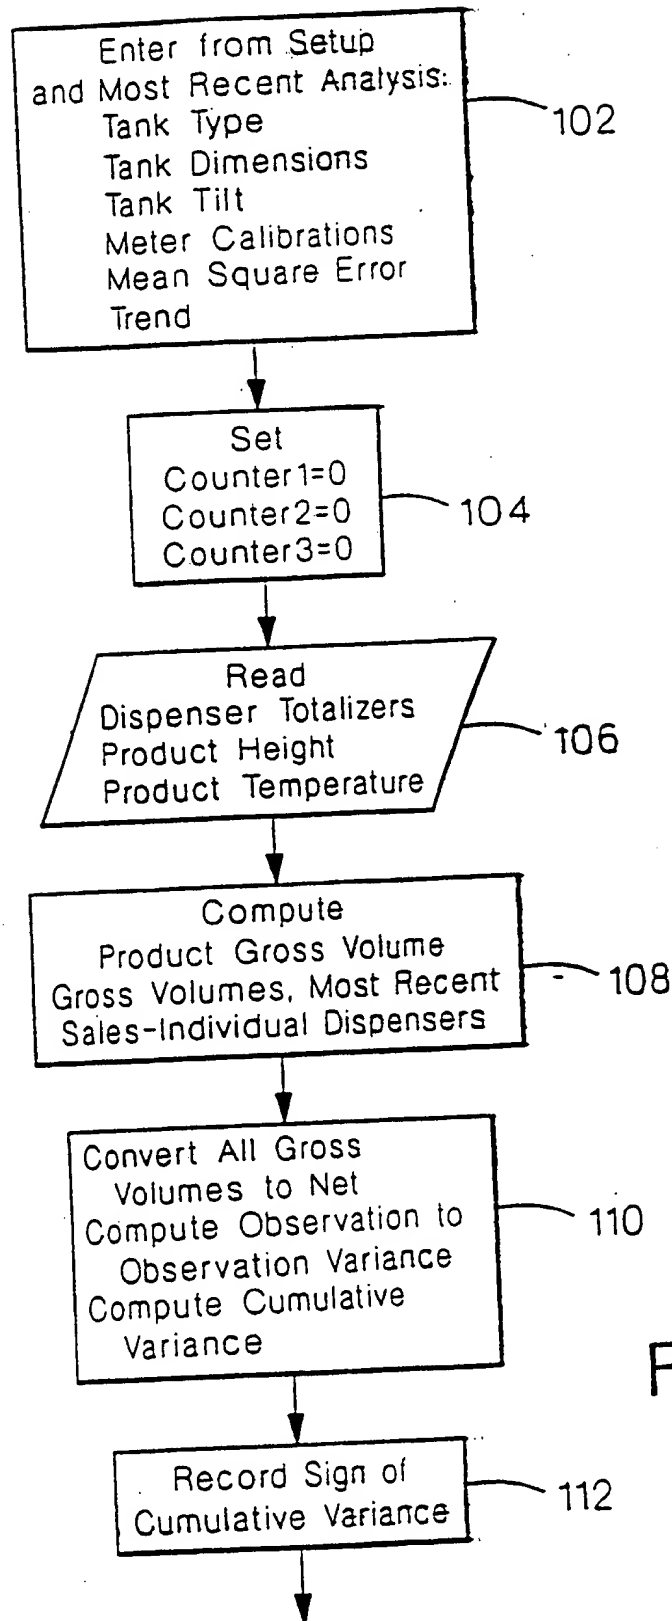 Enter from Setup
and Most Recent Analysis:
Tank Type
Tank Dimensions
Tank Tilt
Meter Calibrations
Mean Square Error
Trend
102
Set
Counter1=0
Counter2=0
Counter3=0
104
Read
Dispenser Totalizers
Product Height
Product Temperature
106
Compute
Product Gross Volume
Gross Volumes, Most Recent
Sales-Individual Dispensers
108
Convert All Gross
Volumes to Net
Compute Observation to
Observation Variance
Compute Cumulative
Variance
110
Record Sign of
Cumulative Variance
112